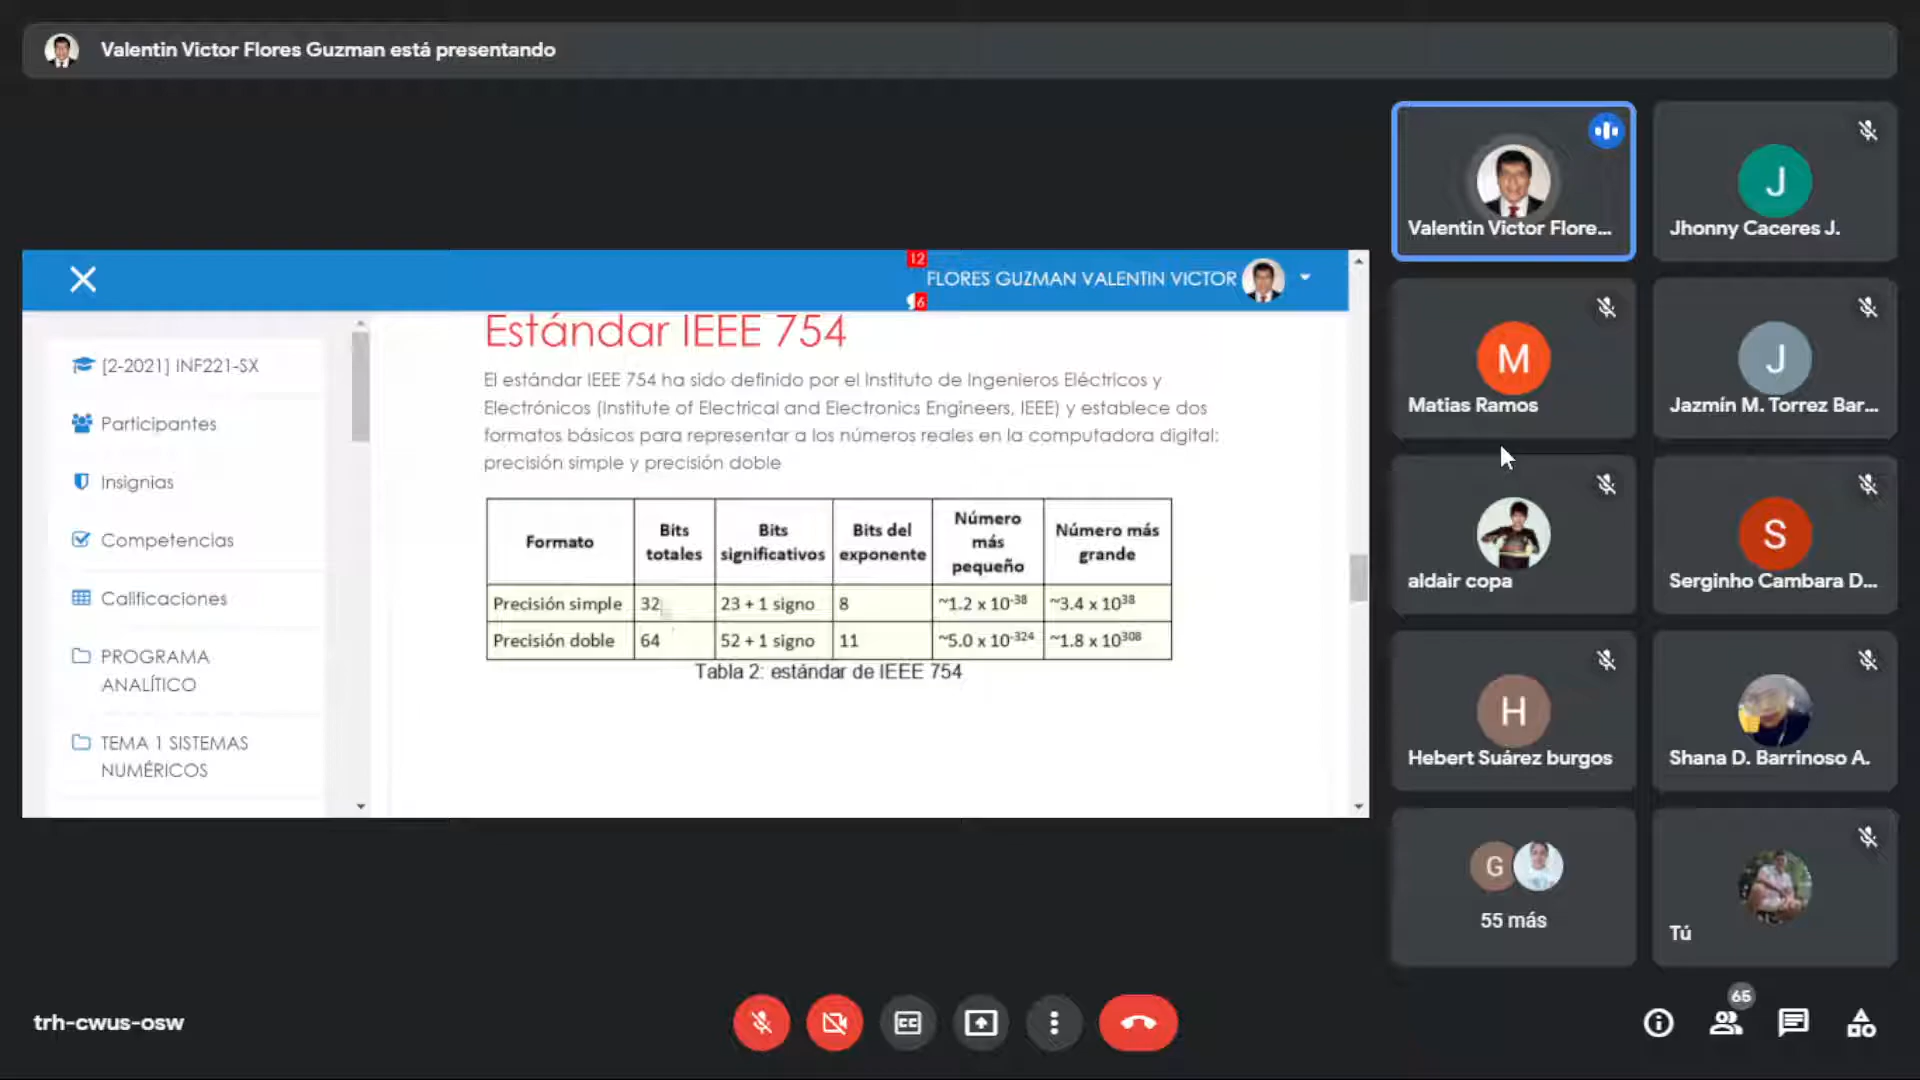 Valentin Victor Flores Guzman está presentando
12
6
FLORES GUZMAN VALENTIN VICTOR
[2-2021] INF221-SX
Participantes
Insignias
Competencias
Calificaciones
PROGRAMA
ANALÍTICO
TEMA 1 SISTEMAS
NUMÉRICOS
Estándar IEEE 754
El estándar IEEE 754 ha sido definido por el Instituto de Ingenieros Eléctricos y
Electrónicos (Institute of Electrical and Electronics Engineers, IEEE) y establece dos
formatos básicos para representar a los números reales en la computadora digital:
precisión simple y precisión doble
Formato | Bits totales | Bits significativos | Bits del exponente | Número más pequeño | Número más grande
Precisión simple | 32 | 23 + 1 signo | 8 | ~1.2 x 10⁻³⁸ | ~3.4 x 10³⁸
Precisión doble | 64 | 52 + 1 signo | 11 | ~5.0 x 10⁻³²⁴ | ~1.8 x 10³⁰⁸
Tabla 2: estándar de IEEE 754
Valentin Victor Flore...
J
Jhonny Caceres J.
M
Matias Ramos
J
Jazmín M. Torrez Bar...
aldair copa
S
Serginho Cambara D...
H
Hebert Suárez burgos
Shana D. Barrinoso A.
G
55 más
Tú
trh-cwus-osw
65